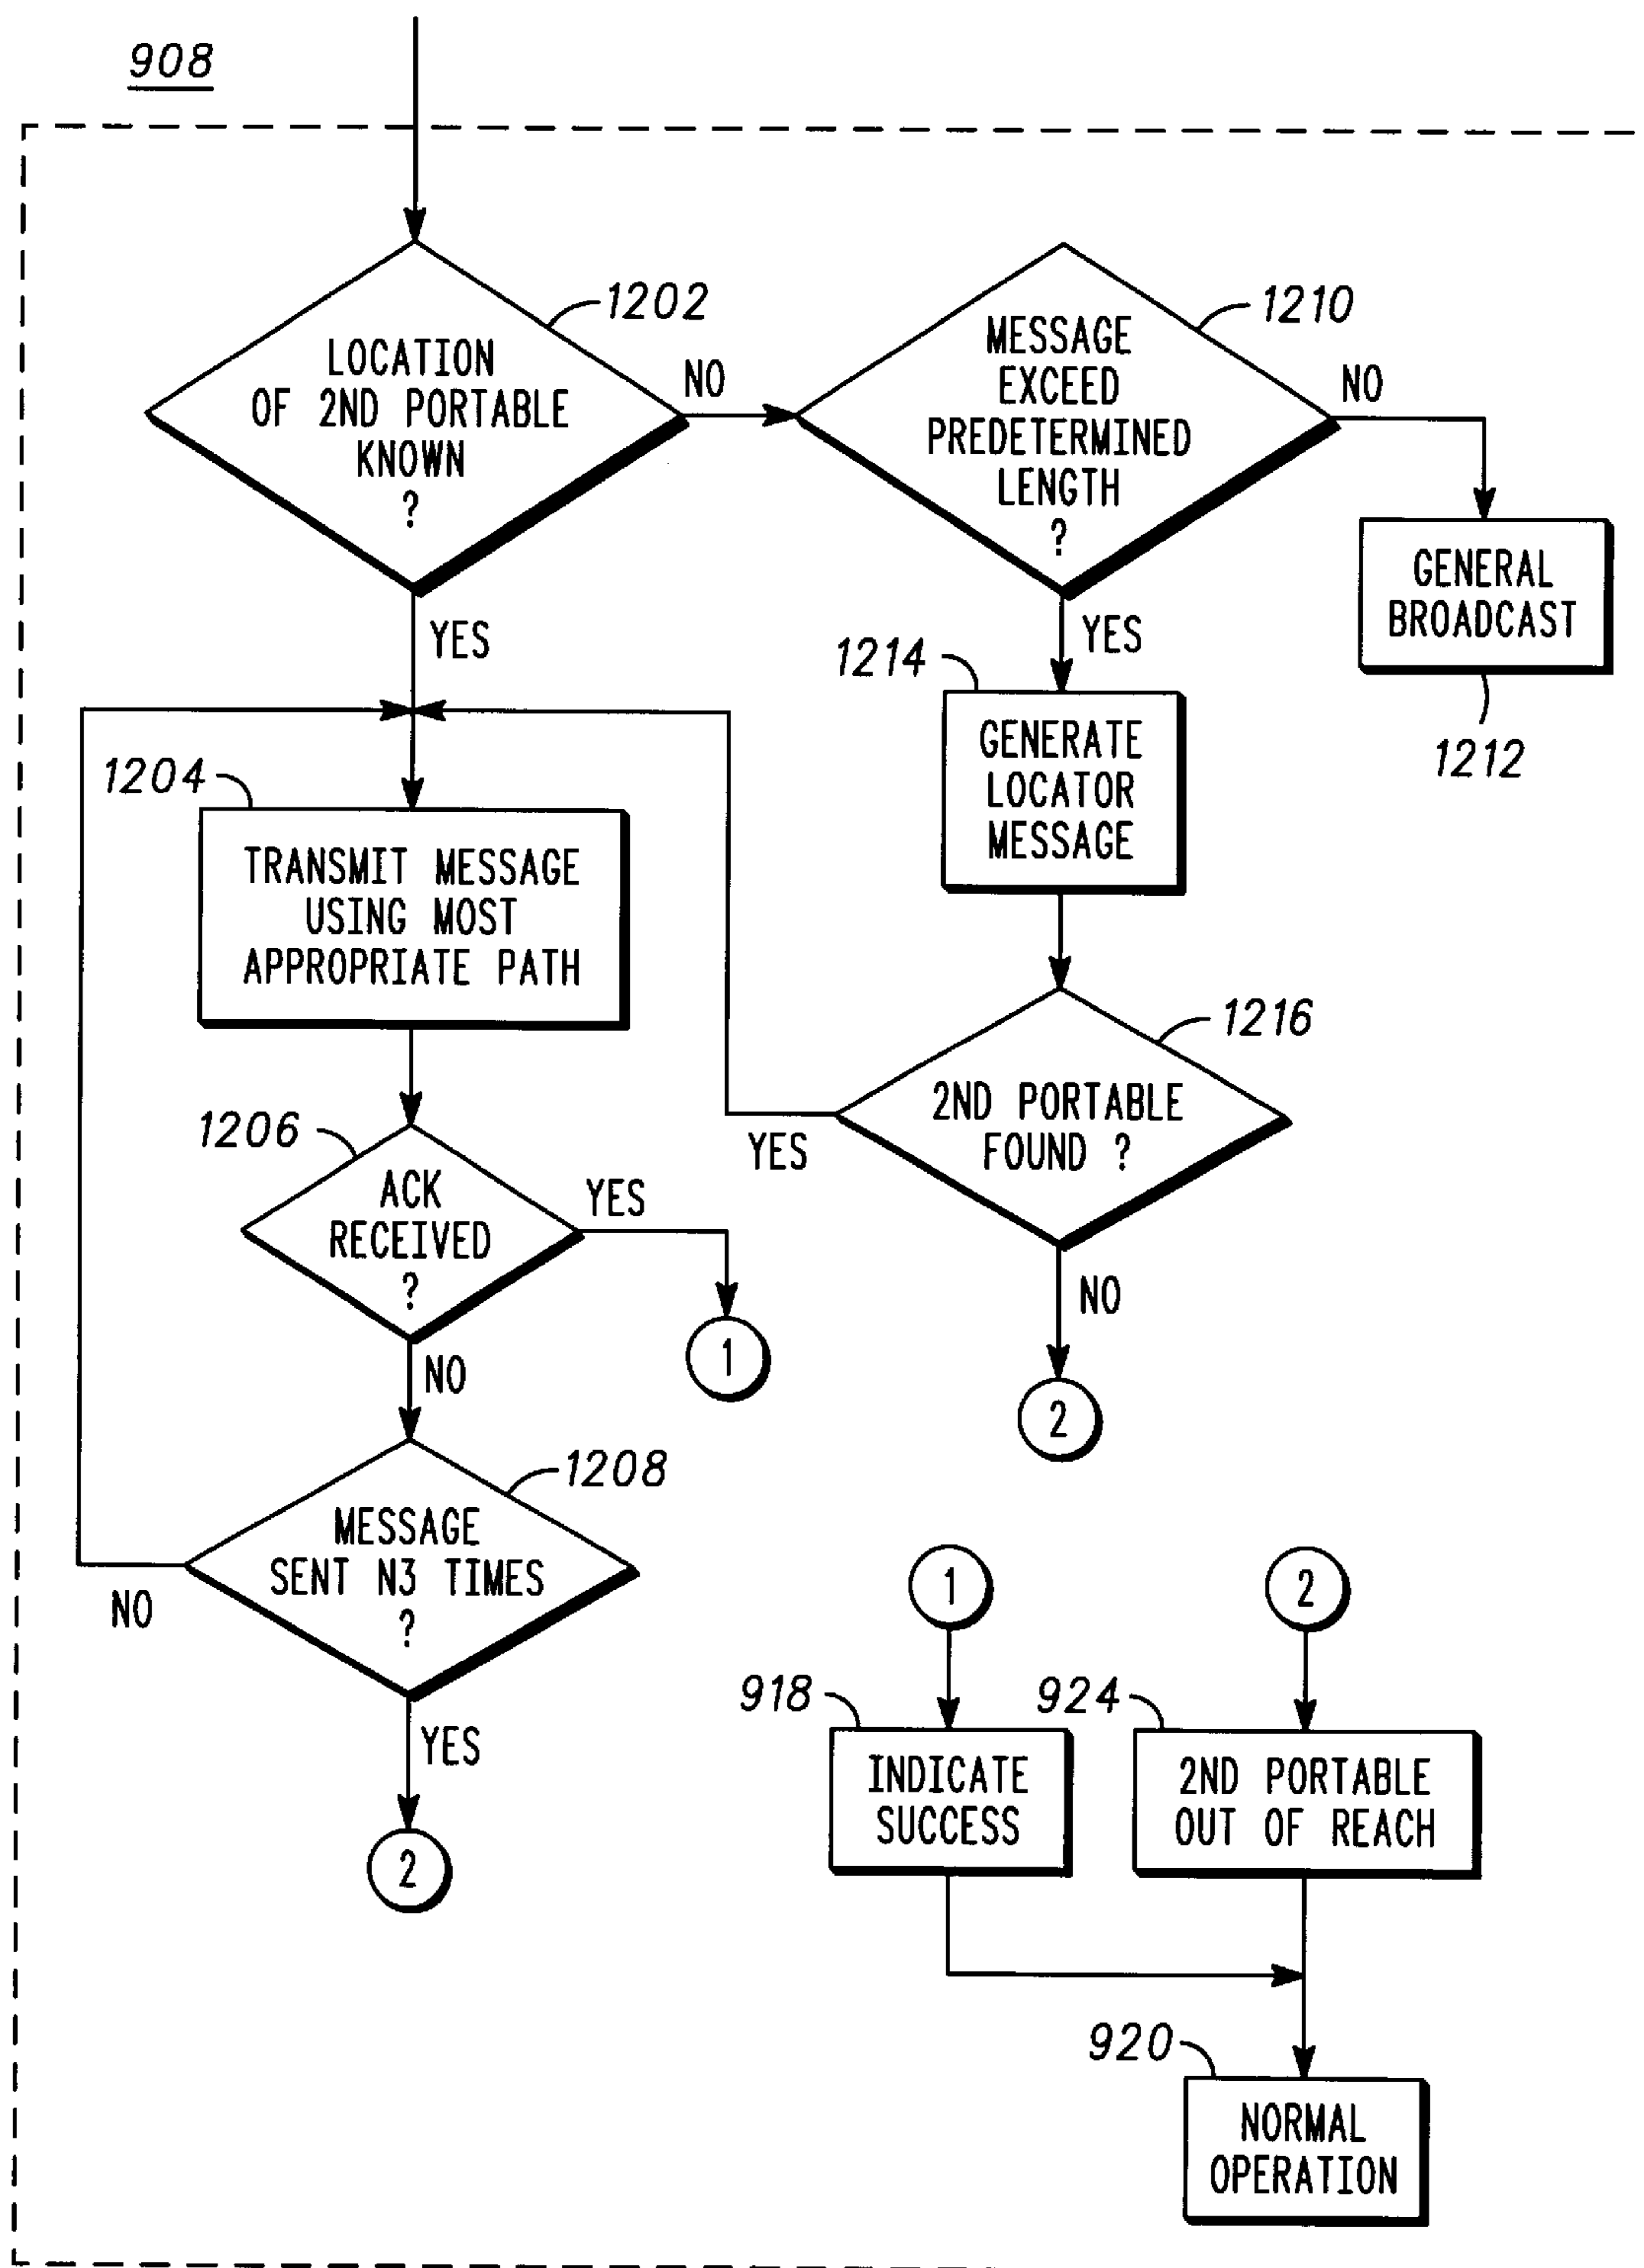 908
1202
LOCATION
OF 2ND PORTABLE
KNOWN
?
NO
YES
1210
MESSAGE
EXCEED
PREDETERMINED
LENGTH
?
NO
YES
GENERAL
BROADCAST
1212
1214
GENERATE
LOCATOR
MESSAGE
1204
TRANSMIT MESSAGE
USING MOST
APPROPRIATE PATH
1216
2ND PORTABLE
FOUND ?
YES
NO
2
1206
ACK
RECEIVED
?
YES
1
NO
1208
MESSAGE
SENT N3 TIMES
?
NO
YES
2
1
2
918
INDICATE
SUCCESS
924
2ND PORTABLE
OUT OF REACH
920
NORMAL
OPERATION